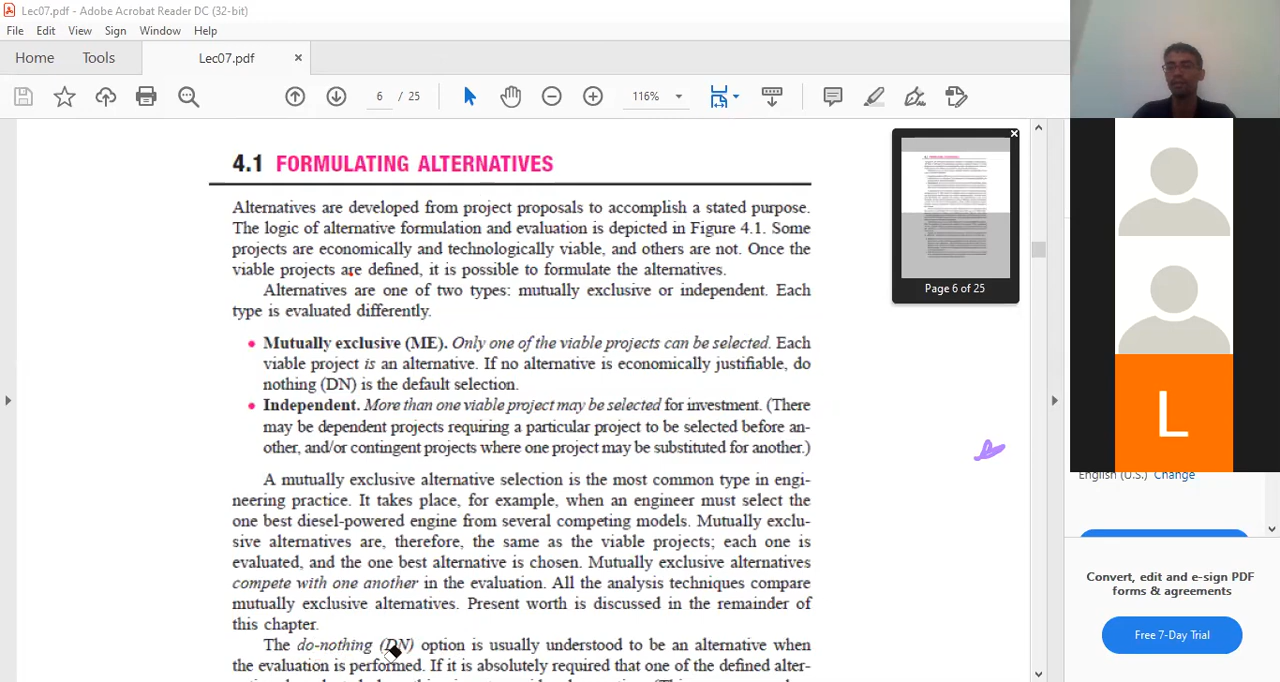 Lec07.pdf - Adobe Acrobat Reader DC (32-bit)
File Edit View Sign Window Help
Home Tools Lec07.pdf ×
6 / 25 116%
4.1 FORMULATING ALTERNATIVES
Alternatives are developed from project proposals to accomplish a stated purpose.
The logic of alternative formulation and evaluation is depicted in Figure 4.1. Some
projects are economically and technologically viable, and others are not. Once the
viable projects are defined, it is possible to formulate the alternatives.
Alternatives are one of two types: mutually exclusive or independent. Each
type is evaluated differently.
• Mutually exclusive (ME). Only one of the viable projects can be selected. Each
viable project is an alternative. If no alternative is economically justifiable, do
nothing (DN) is the default selection.
• Independent. More than one viable project may be selected for investment. (There
may be dependent projects requiring a particular project to be selected before an-
other, and/or contingent projects where one project may be substituted for another.)
A mutually exclusive alternative selection is the most common type in engi-
neering practice. It takes place, for example, when an engineer must select the
one best diesel-powered engine from several competing models. Mutually exclu-
sive alternatives are, therefore, the same as the viable projects; each one is
evaluated, and the one best alternative is chosen. Mutually exclusive alternatives
compete with one another in the evaluation. All the analysis techniques compare
mutually exclusive alternatives. Present worth is discussed in the remainder of
this chapter.
The do-nothing (DN) option is usually understood to be an alternative when
the evaluation is performed. If it is absolutely required that one of the defined alter-
Page 6 of 25
L
English (U.S.) Change
Convert, edit and e-sign PDF
forms & agreements
Free 7-Day Trial